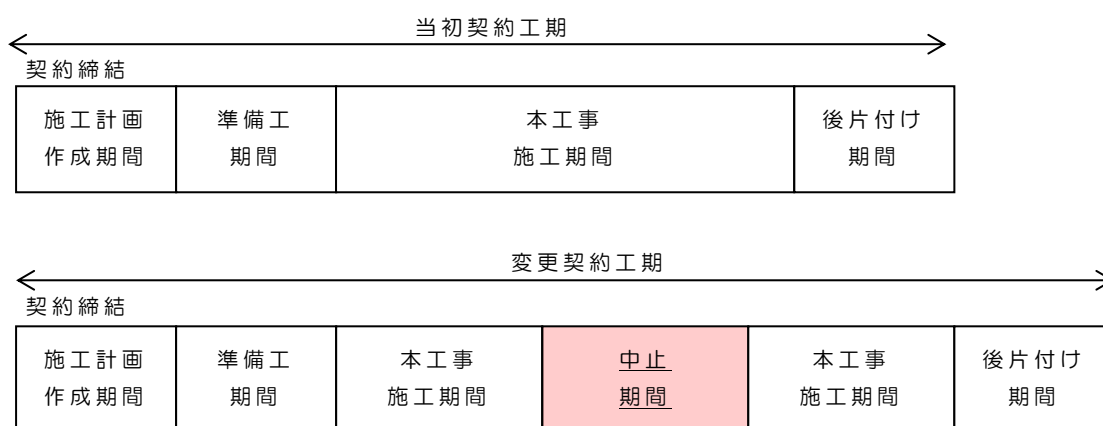 当初契約工期
契約締結
施工計画 準備工 本工事 後片付け
作成期間 期間 施工期間 期間
変更契約工期
契約締結
施工計画 準備工 本工事 中止 本工事 後片付け
作成期間 期間 施工期間 期間 施工期間 期間